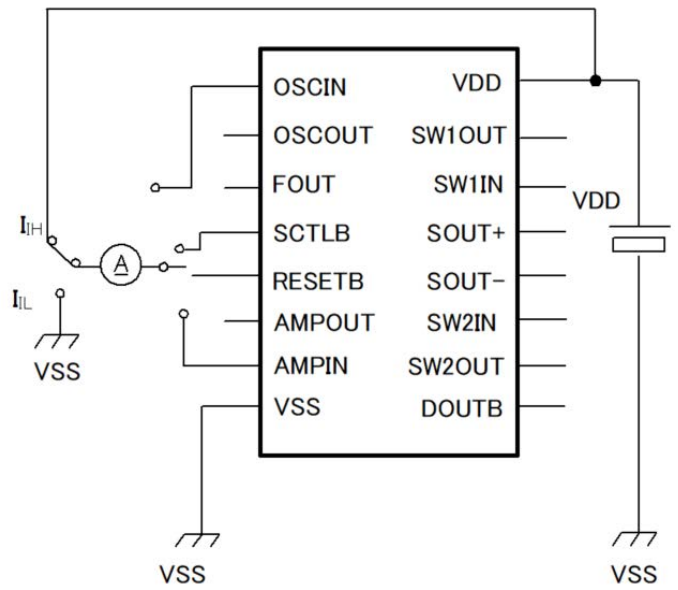 OSCIN
OSCOUT
FOUT
SCTLB
RESETB
AMPOUT
AMPIN
VSS
VDD
SW1OUT
SW1IN
SOUT+
SOUT-
SW2IN
SW2OUT
DOUTB
IIH
A
IIL
VSS
VDD
VSS
VSS